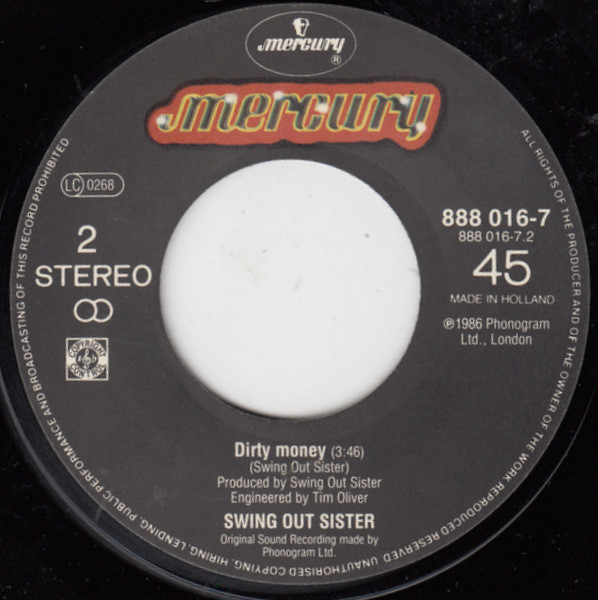 mercury
®
mercury
LC 0268
2
STEREO
COPYRIGHT
CONTROL
888 016-7
888 016-7.2
45
MADE IN HOLLAND
℗1986 Phonogram
Ltd., London
Dirty money (3:46)
(Swing Out Sister)
Produced by Swing Out Sister
Engineered by Tim Oliver
SWING OUT SISTER
Original Sound Recording made by
Phonogram Ltd.
ALL RIGHTS OF THE PRODUCER AND OF THE OWNER OF THE WORK REPRODUCED RESERVED. UNAUTHORISED COPYING, HIRING, LENDING, PUBLIC PERFORMANCE AND BROADCASTING OF THIS RECORD PROHIBITED.